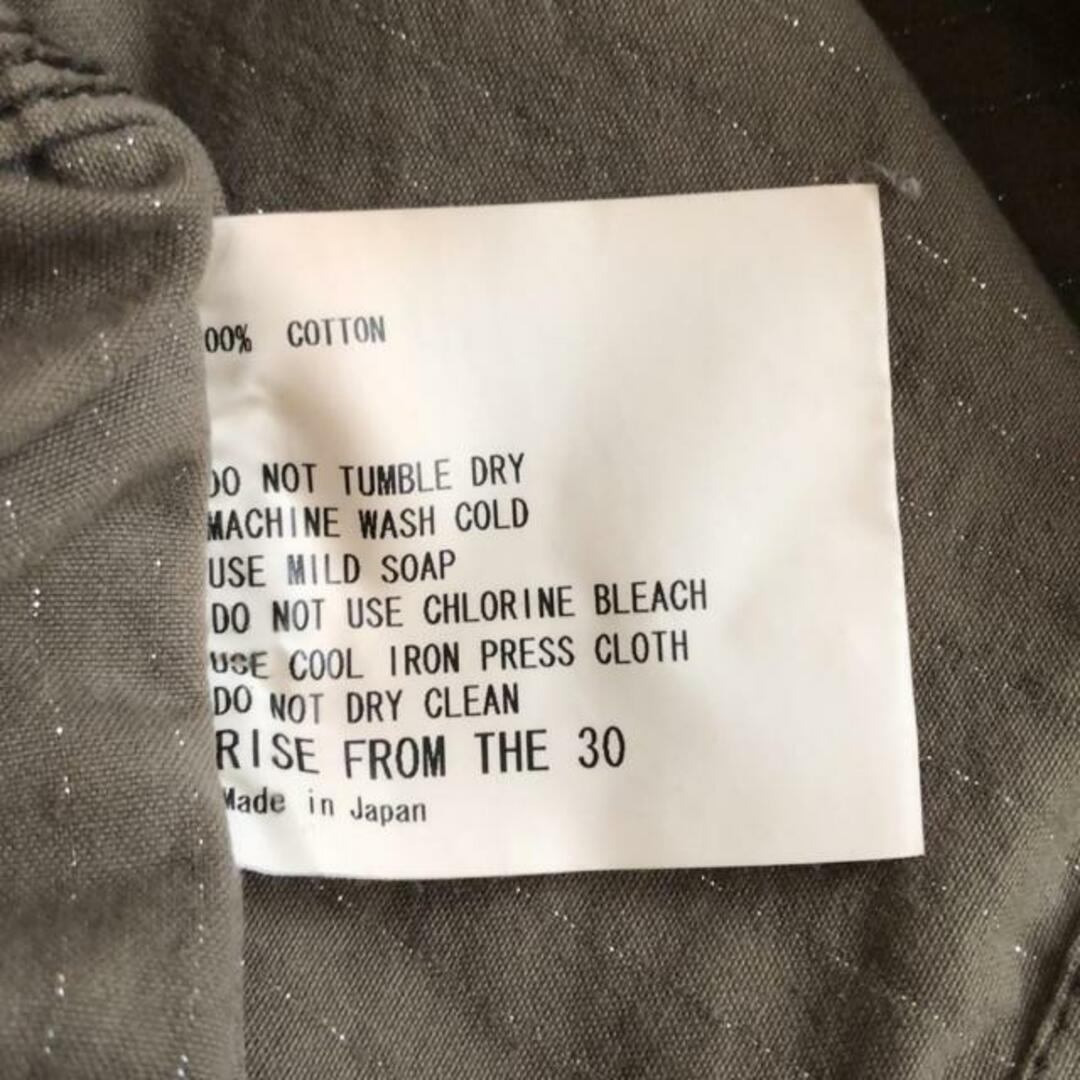 00% COTTON
DO NOT TUMBLE DRY
MACHINE WASH COLD
USE MILD SOAP
DO NOT USE CHLORINE BLEACH
USE COOL IRON PRESS CLOTH
DO NOT DRY CLEAN
RISE FROM THE 30
Made in Japan